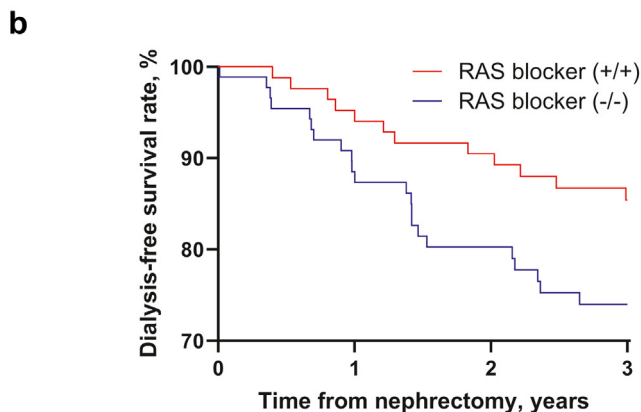 b
Dialysis-free survival rate, %
100
90
80
70
RAS blocker (+/+)
RAS blocker (-/-)
0
1
2
3
Time from nephrectomy, years